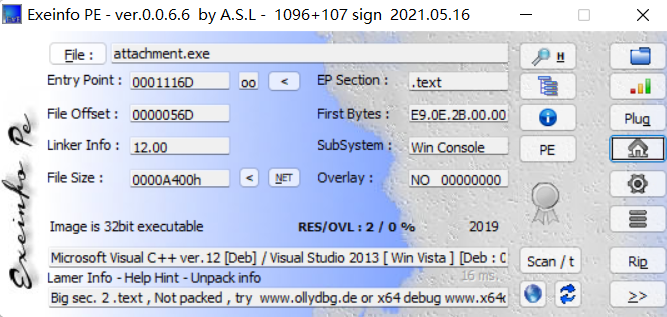 Exeinfo PE - ver.0.0.6.6 by A.S.L - 1096+107 sign 2021.05.16
File : attachment.exe H
Entry Point : 0001116D oo < EP Section : .text
File Offset : 0000056D First Bytes : E9.0E.2B.00.00 Plug
Linker Info : 12.00 SubSystem : Win Console PE
File Size : 0000A400h < NET Overlay : NO 00000000
Image is 32bit executable RES/OVL : 2 / 0 % 2019
Microsoft Visual C++ ver.12 [Deb] / Visual Studio 2013 [ Win Vista ] [Deb : 0 Scan / t Rip
Lamer Info - Help Hint - Unpack info 16 ms.
Big sec. 2 .text , Not packed , try www.ollydbg.de or x64 debug www.x64 >>
Exeinfo Pe